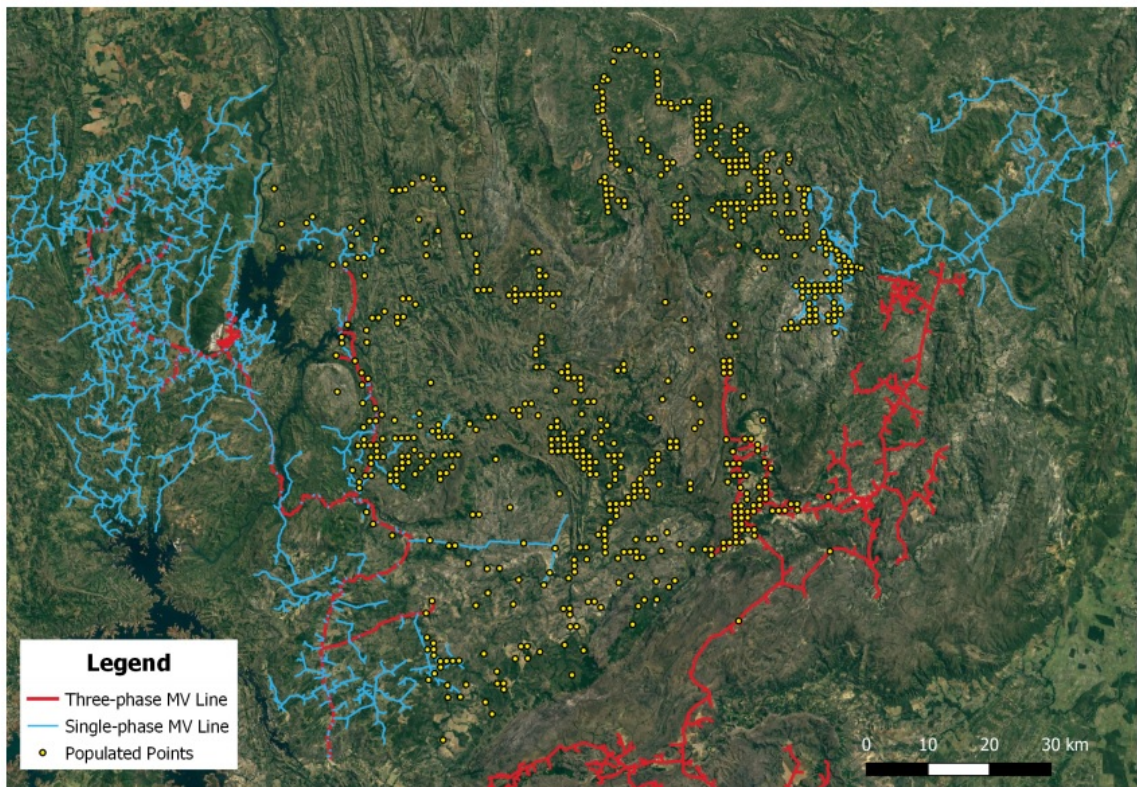 Legend
Three-phase MV Line
Single-phase MV Line
Populated Points
0 10 20 30 km